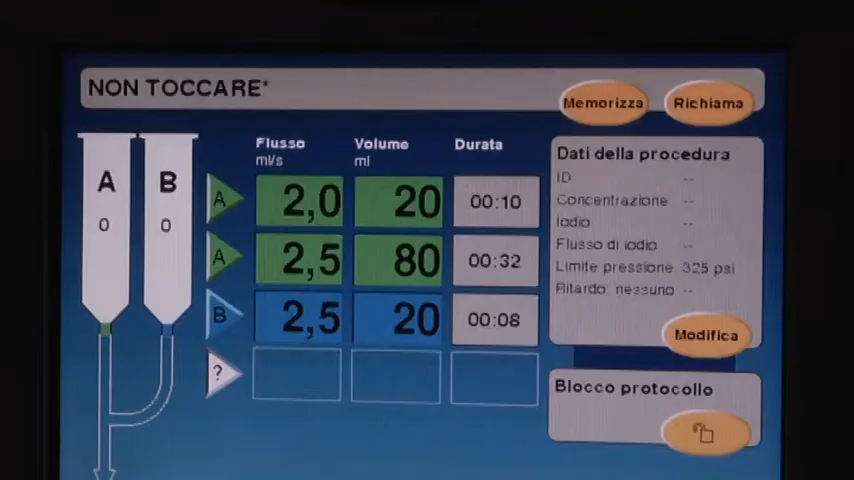 NON TOCCARE*
Memorizza
Richiama
Flusso
ml/s
Volume
ml
Durata
A
B
0
0
A
2,0
20
00:10
A
2,5
80
00:32
B
2,5
20
00:08
?
Dati della procedura
ID --
Concentrazione --
Iodio --
Flusso di iodio --
Limite pressione 325 psi
Ritardo: nessuno --
Modifica
Blocco protocollo